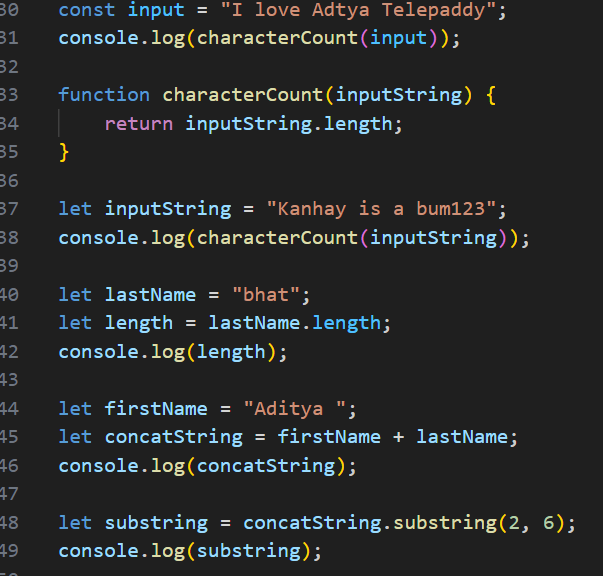 30 const input = "I love Adtya Telepaddy";
31 console.log(characterCount(input));
32
33 function characterCount(inputString) {
34     return inputString.length;
35 }
36
37 let inputString = "Kanhay is a bum123";
38 console.log(characterCount(inputString));
39
40 let lastName = "bhat";
41 let length = lastName.length;
42 console.log(length);
43
44 let firstName = "Aditya ";
45 let concatString = firstName + lastName;
46 console.log(concatString);
47
48 let substring = concatString.substring(2, 6);
49 console.log(substring);